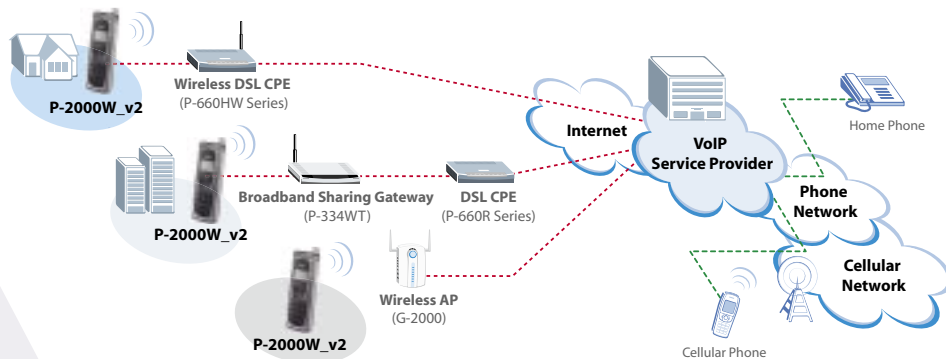 P-2000W_v2
Wireless DSL CPE
(P-660HW Series)
Internet
VoIP
Service Provider
Home Phone
P-2000W_v2
Broadband Sharing Gateway
(P-334WT)
DSL CPE
(P-660R Series)
Phone
Network
P-2000W_v2
Wireless AP
(G-2000)
Cellular
Network
Cellular Phone